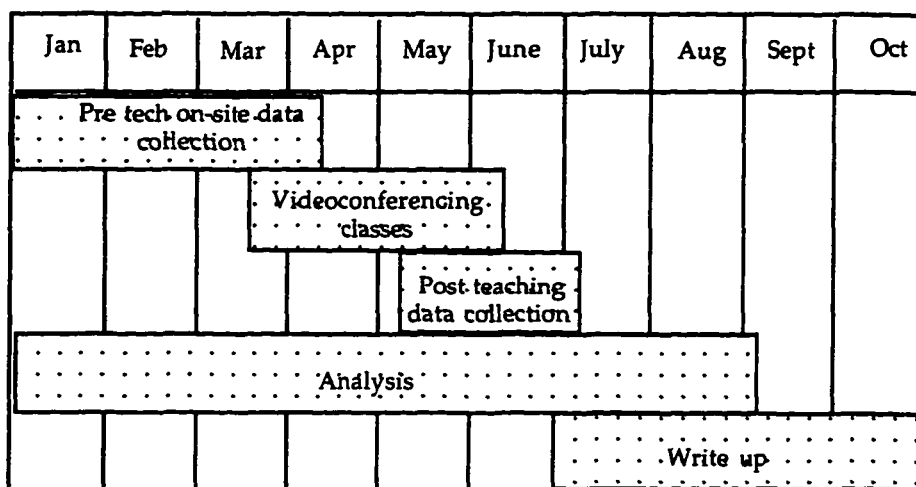 Jan Feb Mar Apr May June July Aug Sept Oct
Pre tech on-site data
collection
Videoconferencing
classes
Post teaching
data collection
Analysis
Write up